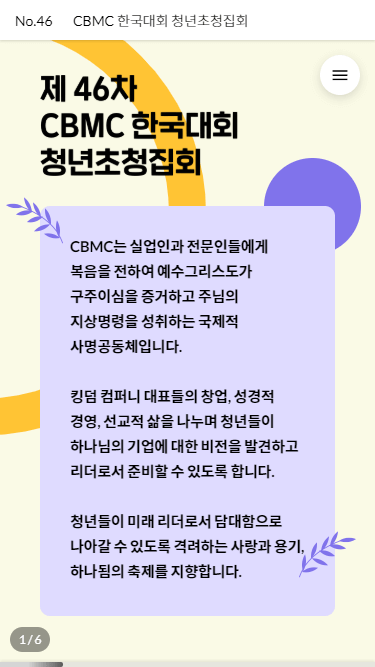 No.46 CBMC 한국대회 청년초청집회
제 46차
CBMC 한국대회
청년초청집회
CBMC는 실업인과 전문인들에게
복음을 전하여 예수그리스도가
구주이심을 증거하고 주님의
지상명령을 성취하는 국제적
사명공동체입니다.
킹덤 컴퍼니 대표들의 창업, 성경적
경영, 선교적 삶을 나누며 청년들이
하나님의 기업에 대한 비전을 발견하고
리더로서 준비할 수 있도록 합니다.
청년들이 미래 리더로서 담대함으로
나아갈 수 있도록 격려하는 사랑과 용기,
하나됨의 축제를 지향합니다.
1 / 6